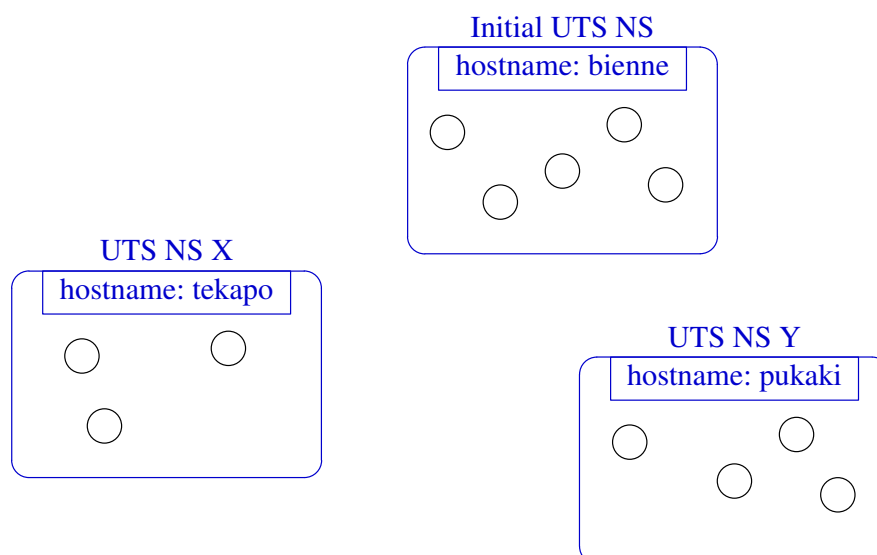 Initial UTS NS
hostname: bienne
UTS NS X
hostname: tekapo
UTS NS Y
hostname: pukaki